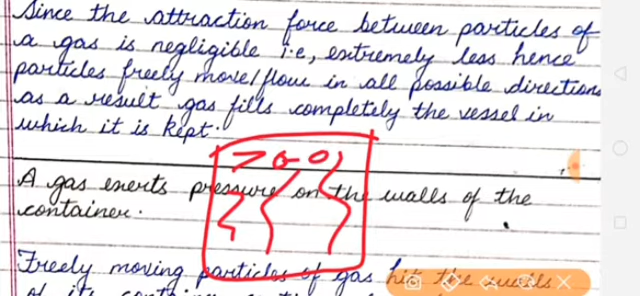 Since the attraction force between particles of
a gas is negligible i.e, extremely less hence
particles freely move/flow in all possible directions
as a result gas fills completely the vessel in
which it is kept.
A gas exerts pressure on the walls of the
container.
Freely moving particles of gas hit the walls
of its